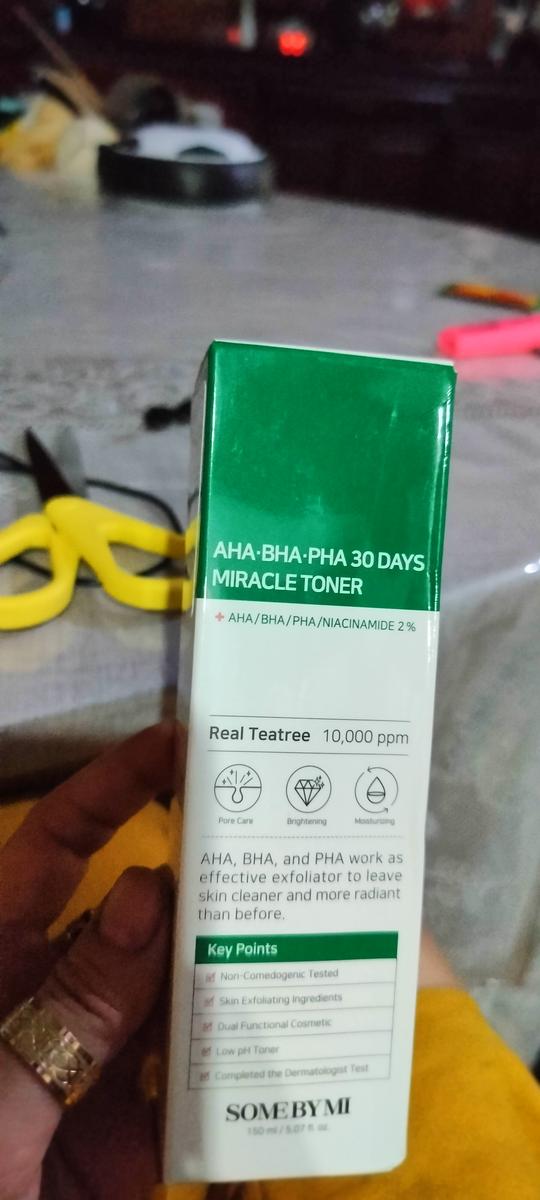 AHA·BHA·PHA 30 DAYS
MIRACLE TONER
+ AHA/BHA/PHA/NIACINAMIDE 2%
Real Teatree 10,000 ppm
Pore Care Brightening Moisturizing
AHA, BHA, and PHA work as
effective exfoliator to leave
skin cleaner and more radiant
than before.
Key Points
Non-Comedogenic Tested
Skin Exfoliating Ingredients
Dual Functional Cosmetic
Low pH Toner
Completed the Dermatologist Test
SOME BY MI
150 ml / 5.07 fl. oz.